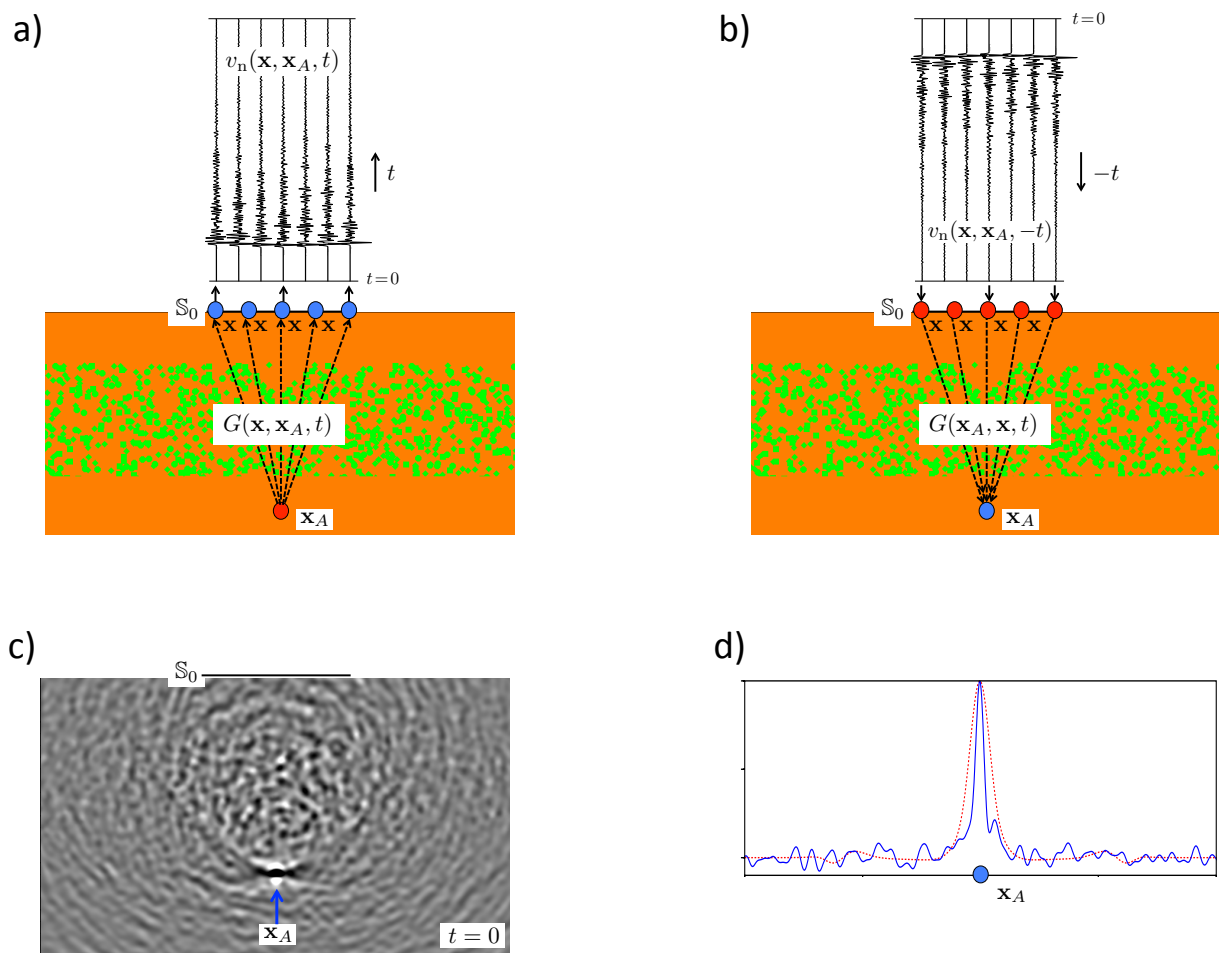 a)
v_n(𝐱, 𝐱_A, t)
t
t=0
𝕊_0
𝐱 𝐱 𝐱 𝐱
G(𝐱, 𝐱_A, t)
𝐱_A
b)
t=0
−t
v_n(𝐱, 𝐱_A, −t)
𝕊_0
𝐱 𝐱 𝐱 𝐱
G(𝐱_A, 𝐱, t)
𝐱_A
c)
𝕊_0
𝐱_A
t = 0
d)
𝐱_A